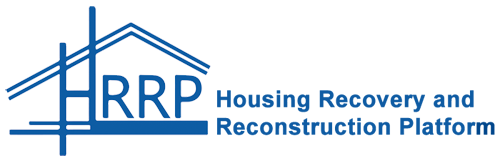 HRRP
Housing Recovery and
Reconstruction Platform